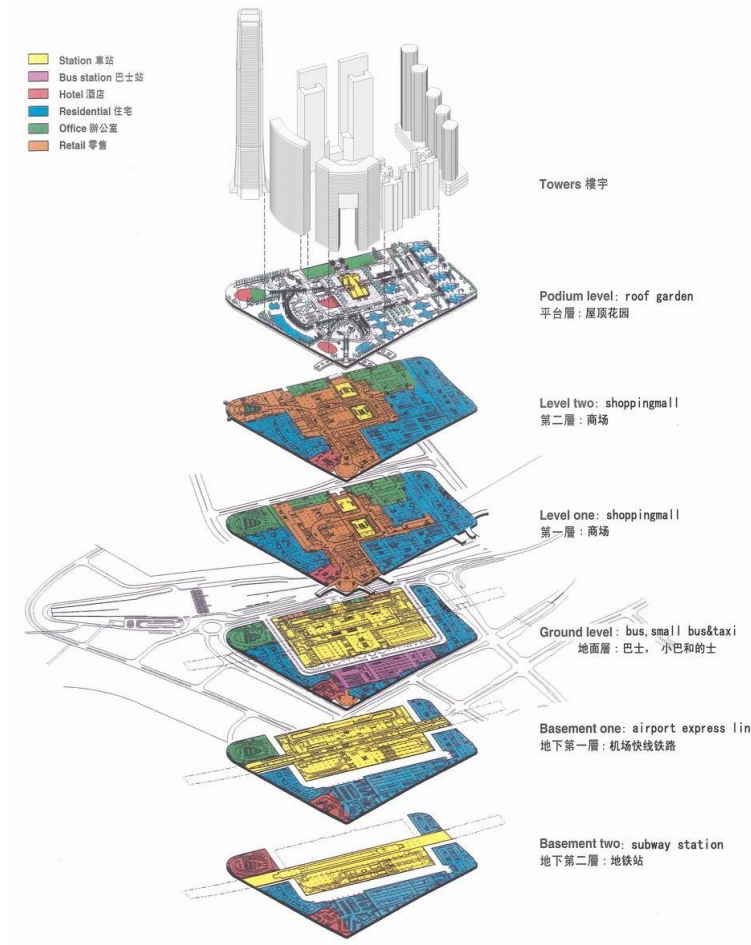 Station 車站
Bus station 巴士站
Hotel 酒店
Residential 住宅
Office 辦公室
Retail 零售
Towers 樓宇
Podium level: roof garden
平台層：屋顶花园
Level two: shoppingmall
第二層：商场
Level one: shoppingmall
第一層：商场
Ground level: bus,small bus&taxi
地面層：巴士， 小巴和的士
Basement one: airport express lin
地下第一層：机场快线铁路
Basement two: subway station
地下第二層：地铁站